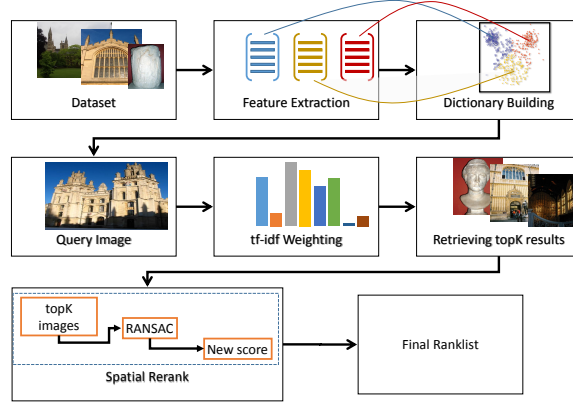 Dataset
Feature Extraction
Dictionary Building
Query Image
tf-idf Weighting
Retrieving topK results
topK
images
RANSAC
New score
Spatial Rerank
Final Ranklist